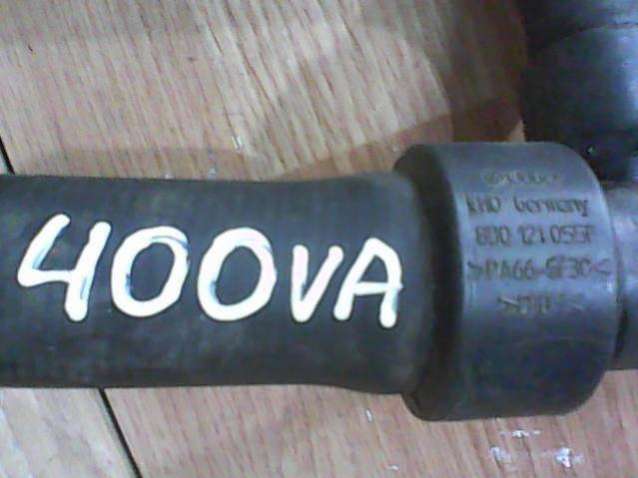 400VA
KHD Germany
8D0 121 055F
>PA66-GF30<